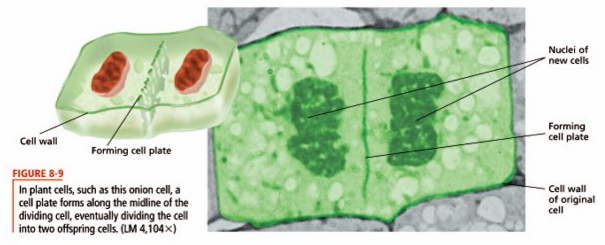 Nuclei of
new cells
Cell wall
Forming cell plate
Forming
cell plate
FIGURE 8-9
In plant cells, such as this onion cell, a
cell plate forms along the midline of the
dividing cell, eventually dividing the cell
into two offspring cells. (LM 4,104×)
Cell wall
of original
cell